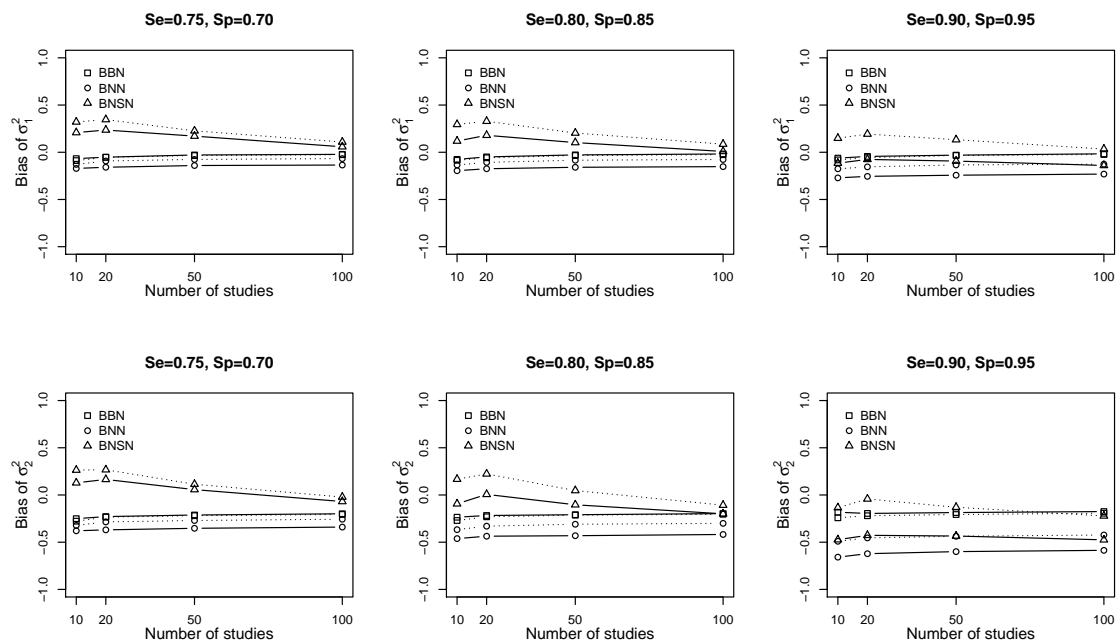 Se=0.75, Sp=0.70
Bias of σ₁²
1.0
0.5
0.0
−0.5
−1.0
BBN
BNN
BNSN
10 20 50 100
Number of studies
Se=0.80, Sp=0.85
Bias of σ₁²
1.0
0.5
0.0
−0.5
−1.0
BBN
BNN
BNSN
10 20 50 100
Number of studies
Se=0.90, Sp=0.95
Bias of σ₁²
1.0
0.5
0.0
−0.5
−1.0
BBN
BNN
BNSN
10 20 50 100
Number of studies
Se=0.75, Sp=0.70
Bias of σ₂²
1.0
0.5
0.0
−0.5
−1.0
BBN
BNN
BNSN
10 20 50 100
Number of studies
Se=0.80, Sp=0.85
Bias of σ₂²
1.0
0.5
0.0
−0.5
−1.0
BBN
BNN
BNSN
10 20 50 100
Number of studies
Se=0.90, Sp=0.95
Bias of σ₂²
1.0
0.5
0.0
−0.5
−1.0
BBN
BNN
BNSN
10 20 50 100
Number of studies